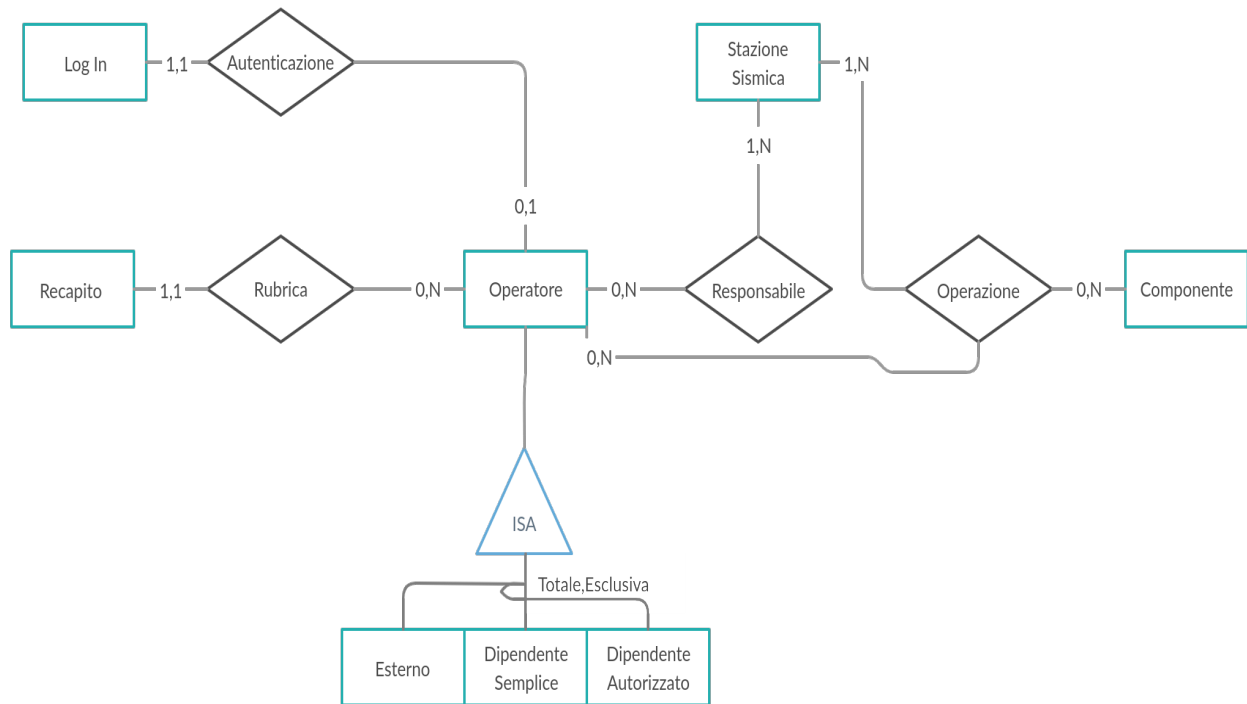 Log In
1,1
Autenticazione
Stazione
Sismica
1,N
1,N
0,1
Recapito
1,1
Rubrica
0,N
Operatore
0,N
Responsabile
Operazione
0,N
Componente
0,N
ISA
Totale,Esclusiva
Esterno
Dipendente
Semplice
Dipendente
Autorizzato